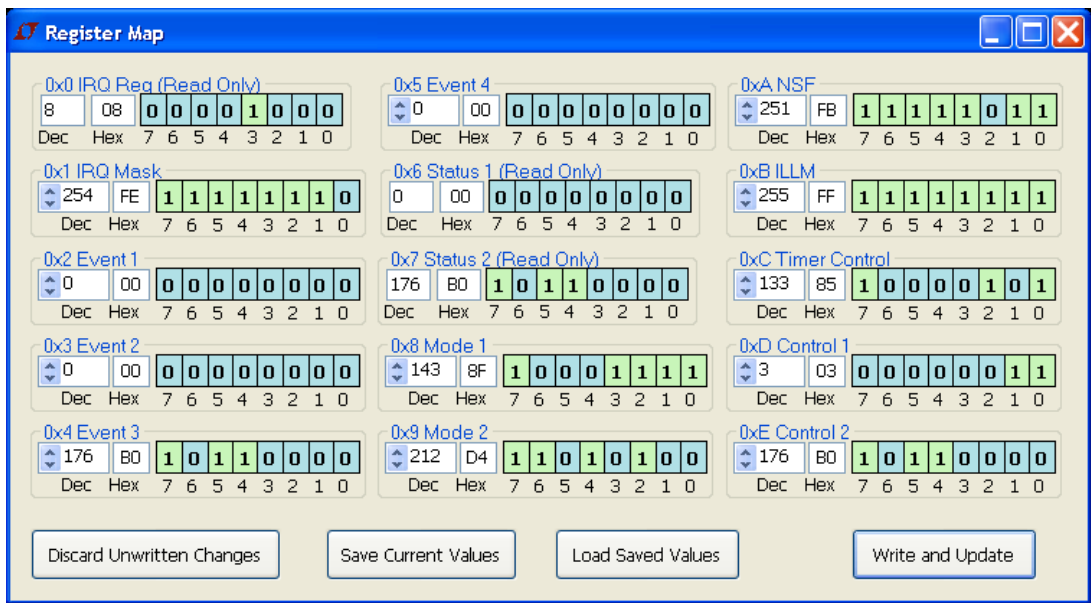 Register Map
0x0 IRQ Reg (Read Only)
8 08 0 0 0 0 1 0 0 0
Dec Hex 7 6 5 4 3 2 1 0
0x1 IRQ Mask
254 FE 1 1 1 1 1 1 1 0
Dec Hex 7 6 5 4 3 2 1 0
0x2 Event 1
0 00 0 0 0 0 0 0 0 0
Dec Hex 7 6 5 4 3 2 1 0
0x3 Event 2
0 00 0 0 0 0 0 0 0 0
Dec Hex 7 6 5 4 3 2 1 0
0x4 Event 3
176 B0 1 0 1 1 0 0 0 0
Dec Hex 7 6 5 4 3 2 1 0
0x5 Event 4
0 00 0 0 0 0 0 0 0 0
Dec Hex 7 6 5 4 3 2 1 0
0x6 Status 1 (Read Only)
0 00 0 0 0 0 0 0 0 0
Dec Hex 7 6 5 4 3 2 1 0
0x7 Status 2 (Read Only)
176 B0 1 0 1 1 0 0 0 0
Dec Hex 7 6 5 4 3 2 1 0
0x8 Mode 1
143 8F 1 0 0 0 1 1 1 1
Dec Hex 7 6 5 4 3 2 1 0
0x9 Mode 2
212 D4 1 1 0 1 0 1 0 0
Dec Hex 7 6 5 4 3 2 1 0
0xA NSF
251 FB 1 1 1 1 1 0 1 1
Dec Hex 7 6 5 4 3 2 1 0
0xB ILLM
255 FF 1 1 1 1 1 1 1 1
Dec Hex 7 6 5 4 3 2 1 0
0xC Timer Control
133 85 1 0 0 0 0 1 0 1
Dec Hex 7 6 5 4 3 2 1 0
0xD Control 1
3 03 0 0 0 0 0 0 1 1
Dec Hex 7 6 5 4 3 2 1 0
0xE Control 2
176 B0 1 0 1 1 0 0 0 0
Dec Hex 7 6 5 4 3 2 1 0
Discard Unwritten Changes
Save Current Values
Load Saved Values
Write and Update